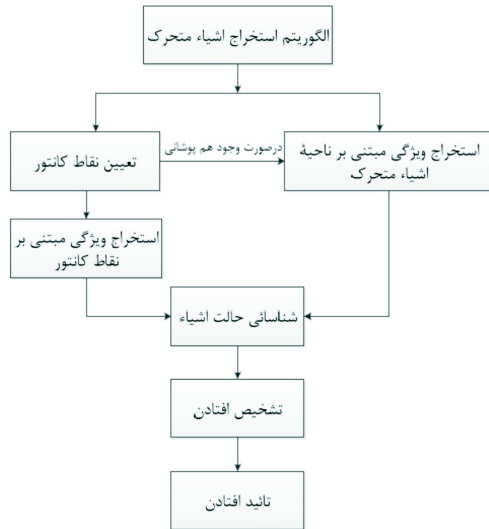 الگوریتم استخراج اشیاء متحرک
استخراج ویژگی مبتنی بر ناحیۀ
اشیاء متحرک
درصورت وجود هم پوشانی
تعیین نقاط کانتور
استخراج ویژگی مبتنی بر
نقاط کانتور
شناسائی حالت اشیاء
تشخیص افتادن
تائید افتادن